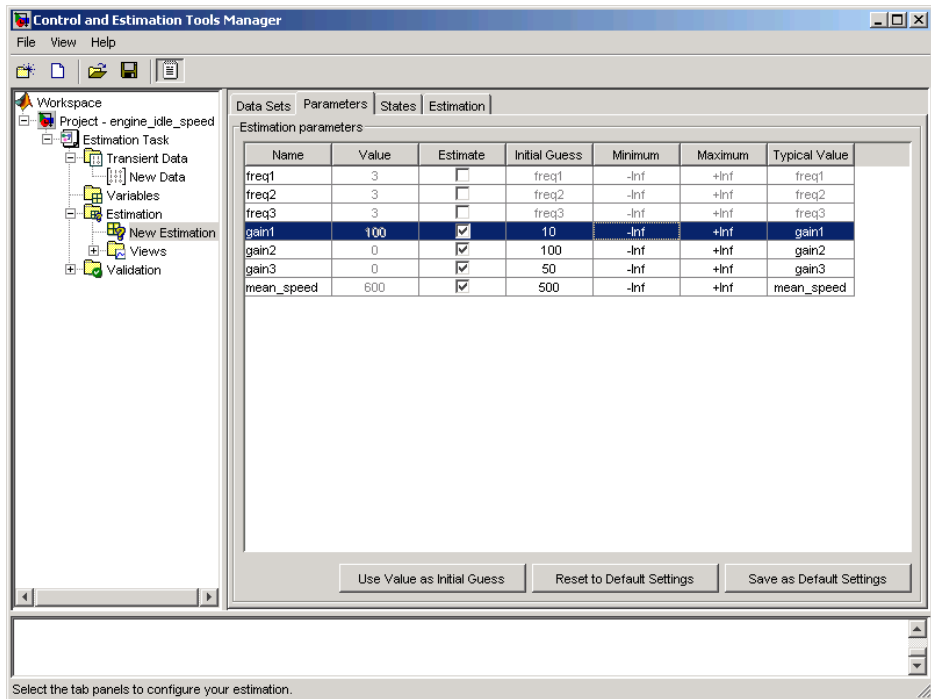 Control and Estimation Tools Manager
File View Help
Workspace
Project - engine_idle_speed
Estimation Task
Transient Data
New Data
Variables
Estimation
New Estimation
Views
Validation
Data Sets Parameters States Estimation
Estimation parameters
Name Value Estimate Initial Guess Minimum Maximum Typical Value
freq1 3 freq1 -Inf +Inf freq1
freq2 3 freq2 -Inf +Inf freq2
freq3 3 freq3 -Inf +Inf freq3
gain1 100 10 -Inf +Inf gain1
gain2 0 100 -Inf +Inf gain2
gain3 0 50 -Inf +Inf gain3
mean_speed 600 500 -Inf +Inf mean_speed
Use Value as Initial Guess Reset to Default Settings Save as Default Settings
Select the tab panels to configure your estimation.